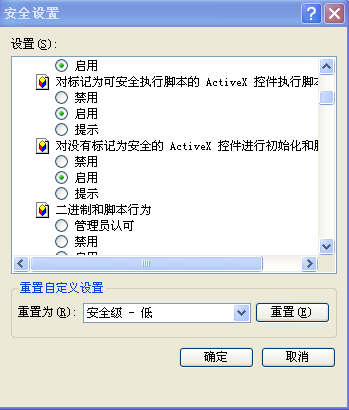 安全设置
设置(S):
启用
对标记为可安全执行脚本的 ActiveX 控件执行脚本
禁用
启用
提示
对没有标记为安全的 ActiveX 控件进行初始化和
禁用
启用
提示
二进制和脚本行为
管理员认可
禁用
重置自定义设置
重置为(R): 安全级 - 低 重置(E)
确定 取消